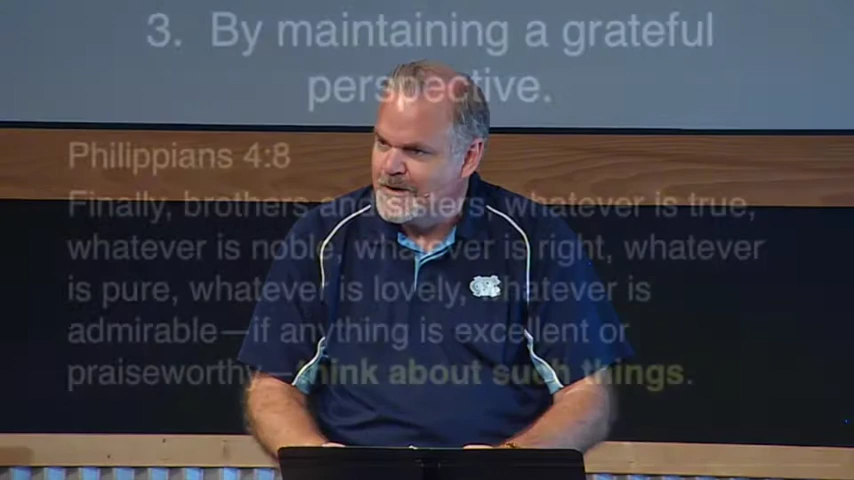 3. By maintaining a grateful
perspective.
Philippians 4:8
Finally, brothers and sisters, whatever is true,
whatever is noble, whatever is right, whatever
is pure, whatever is lovely, whatever is
admirable—if anything is excellent or
praiseworthy—think about such things.